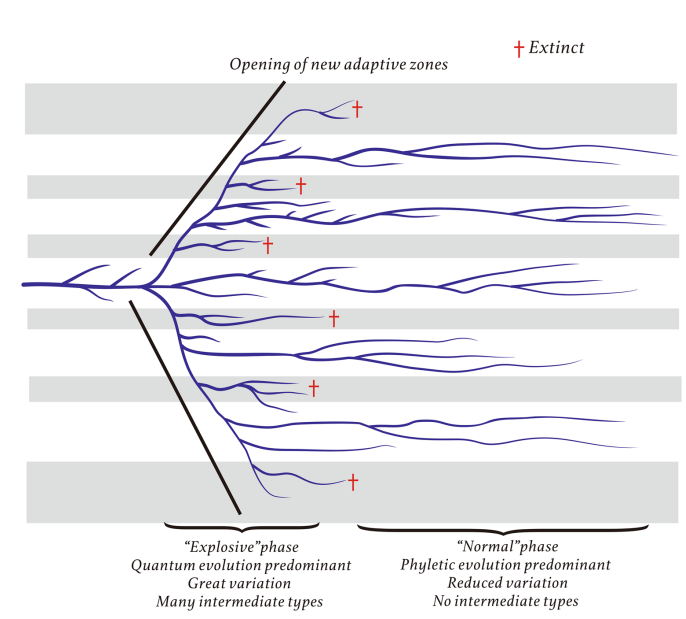 † Extinct
Opening of new adaptive zones
†
†
†
†
†
†
“Explosive”phase
Quantum evolution predominant
Great variation
Many intermediate types
“Normal”phase
Phyletic evolution predominant
Reduced variation
No intermediate types